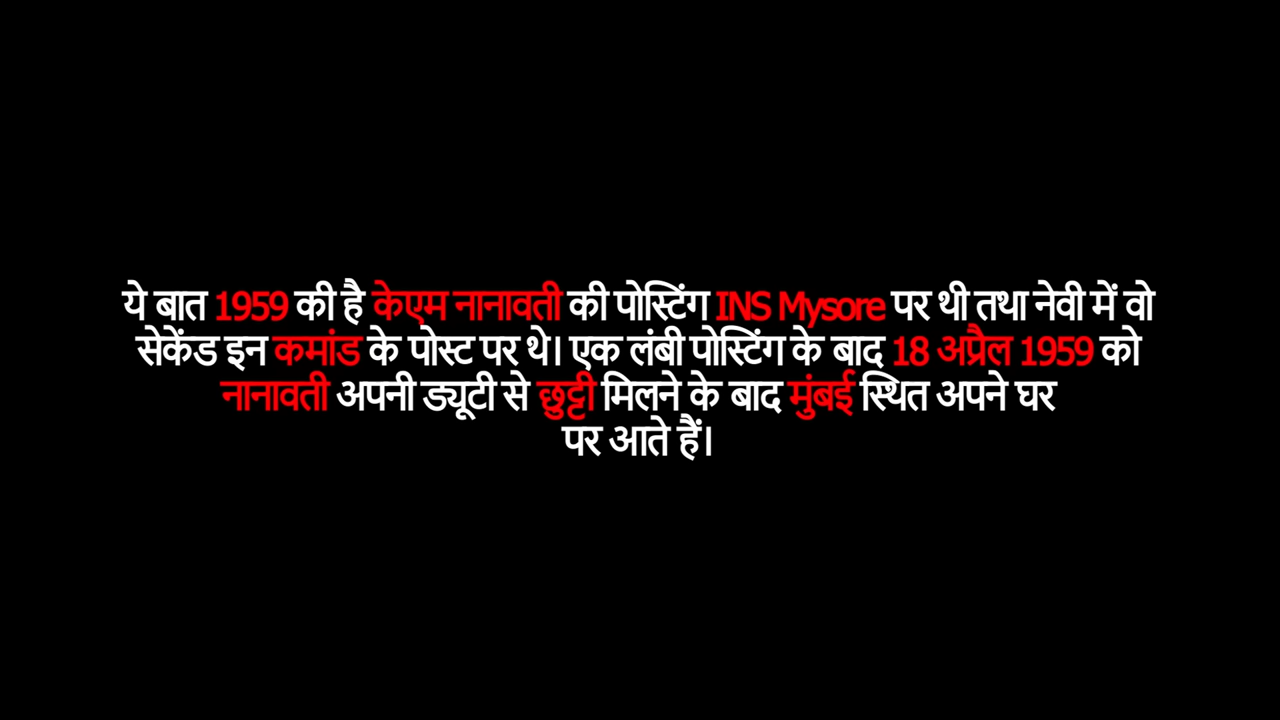 ये बात 1959 की है केएम नानावती की पोस्टिंग INS Mysore पर थी तथा नेवी में वो
सेकेंड इन कमांड के पोस्ट पर थे। एक लंबी पोस्टिंग के बाद 18 अप्रैल 1959 को
नानावती अपनी ड्यूटी से छुट्टी मिलने के बाद मुंबई स्थित अपने घर
पर आते हैं।